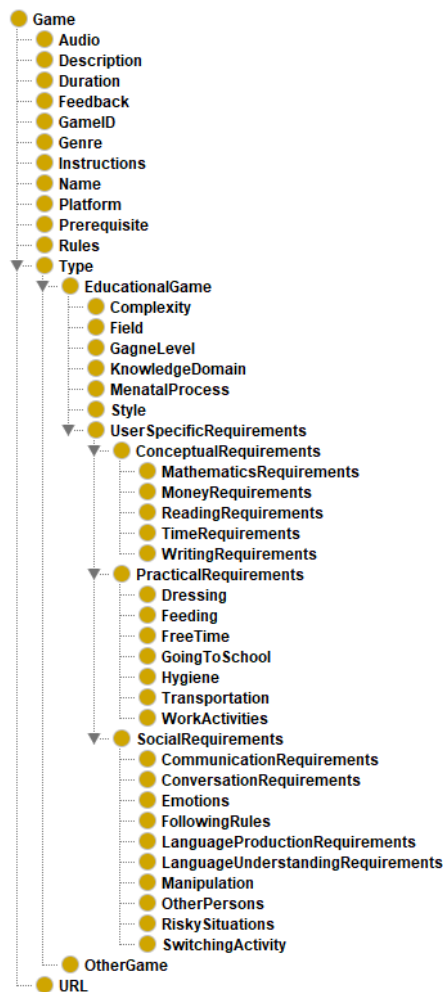 Game
Audio
Description
Duration
Feedback
GameID
Genre
Instructions
Name
Platform
Prerequisite
Rules
Type
EducationalGame
Complexity
Field
GagneLevel
KnowledgeDomain
MenatalProcess
Style
UserSpecificRequirements
ConceptualRequirements
MathematicsRequirements
MoneyRequirements
ReadingRequirements
TimeRequirements
WritingRequirements
PracticalRequirements
Dressing
Feeding
FreeTime
GoingToSchool
Hygiene
Transportation
WorkActivities
SocialRequirements
CommunicationRequirements
ConversationRequirements
Emotions
FollowingRules
LanguageProductionRequirements
LanguageUnderstandingRequirements
Manipulation
OtherPersons
RiskySituations
SwitchingActivity
OtherGame
URL